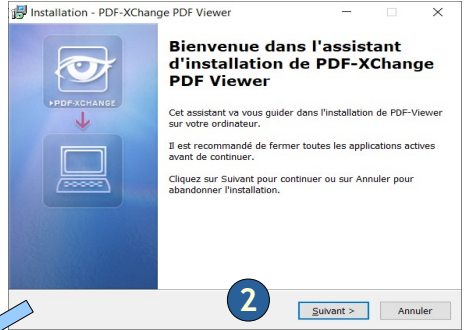 Installation - PDF-XChange PDF Viewer
Bienvenue dans l'assistant
d'installation de PDF-XChange
PDF Viewer
PDF-XCHANGE
Cet assistant va vous guider dans l'installation de PDF-Viewer
sur votre ordinateur.
Il est recommandé de fermer toutes les applications actives
avant de continuer.
Cliquez sur Suivant pour continuer ou sur Annuler pour
abandonner l'installation.
2
Suivant >
Annuler